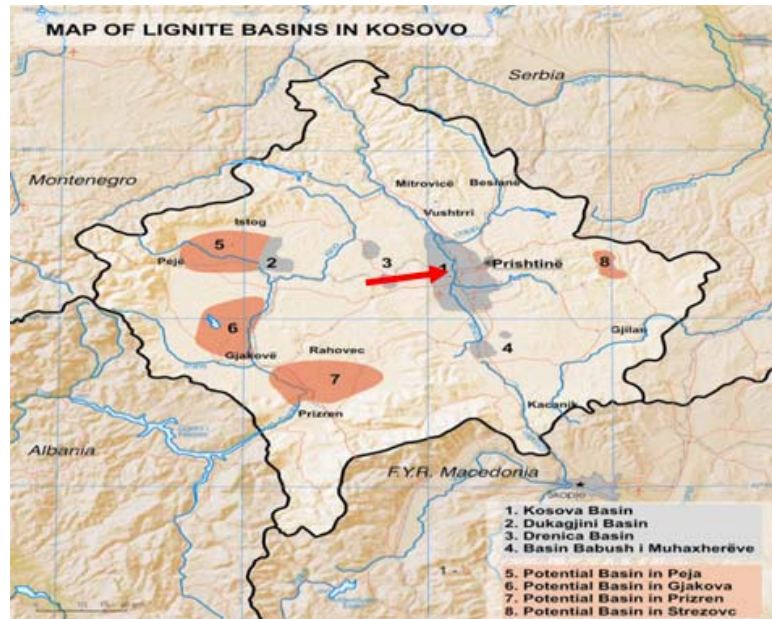 MAP OF LIGNITE BASINS IN KOSOVO
Serbia
Montenegro
Mitrovicë Besianë
Vushtrri
Istog
5
Pejë
2
3
1
Prishtinë
8
6
Gjilan
Gjakovë
Rahovec
4
7
Kaçanik
Prizren
Albania
F.Y.R. Macedonia
Skopje
1. Kosova Basin
2. Dukagjini Basin
3. Drenica Basin
4. Basin Babush i Muhaxherëve
5. Potential Basin in Peja
6. Potential Basin in Gjakova
7. Potential Basin in Prizren
8. Potential Basin in Strezovc
1 -